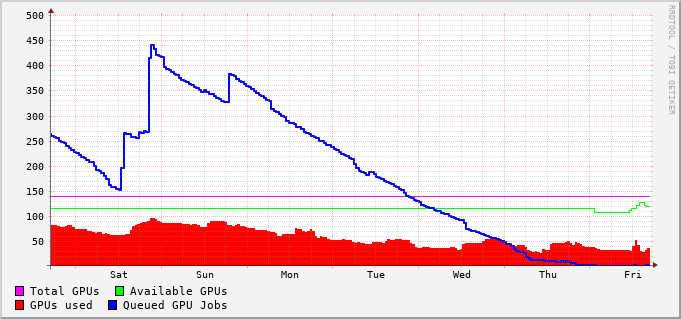 500
450
400
350
300
250
200
150
100
50
Sat Sun Mon Tue Wed Thu Fri
Total GPUs Available GPUs
GPUs used Queued GPU Jobs
RRDTOOL / TOBI OETIKER